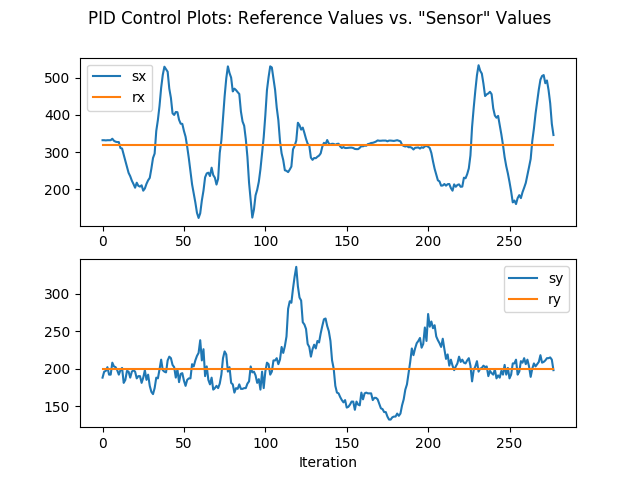 PID Control Plots: Reference Values vs. "Sensor" Values
500
400
300
200
sx
rx
0 50 100 150 200 250
300
250
200
150
sy
ry
0 50 100 150 200 250
Iteration